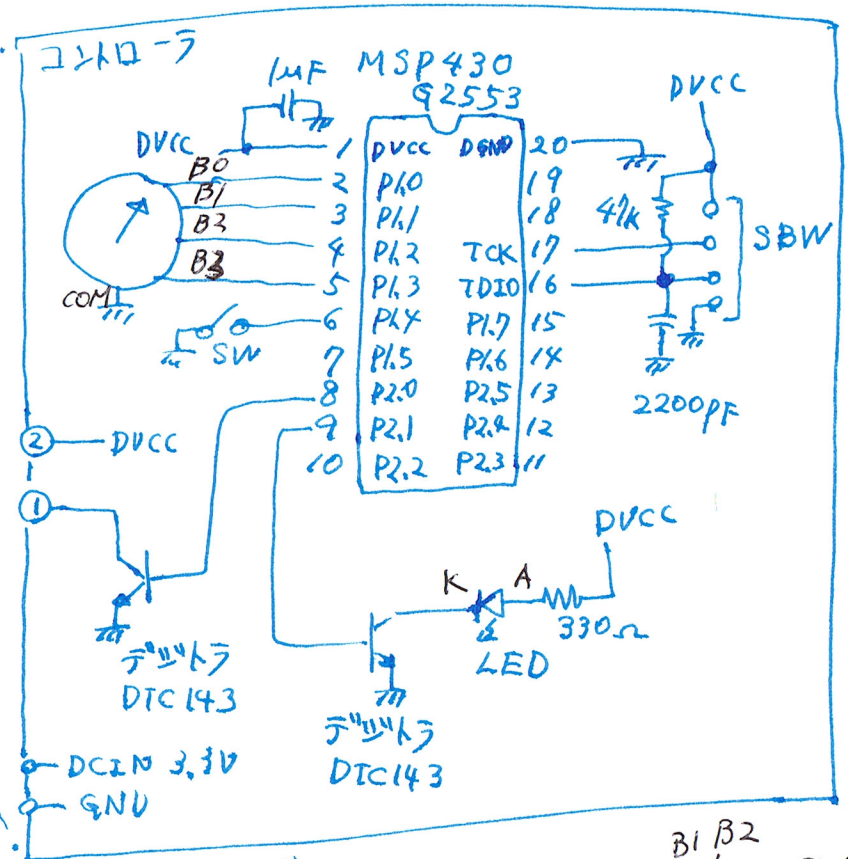 コントローラ
1μF
MSP430
G2553
DVCC
DVCC
1 DVCC DGND 20
B0
2 P1.0 19
B1
3 P1.1 18
47K
B2
4 P1.2 TCK 17
SBW
B3
5 P1.3 TDIO 16
COM
6 P1.4 P1.7 15
SW
7 P1.5 P1.6 14
8 P2.0 P2.5 13
2200PF
9 P2.1 P2.4 12
10 P2.2 P2.3 11
2 DVCC
1
DVCC
K A
330Ω
LED
デジトラ
DTC143
デジトラ
DTC143
DCIN 3.3V
GND
B1 B2